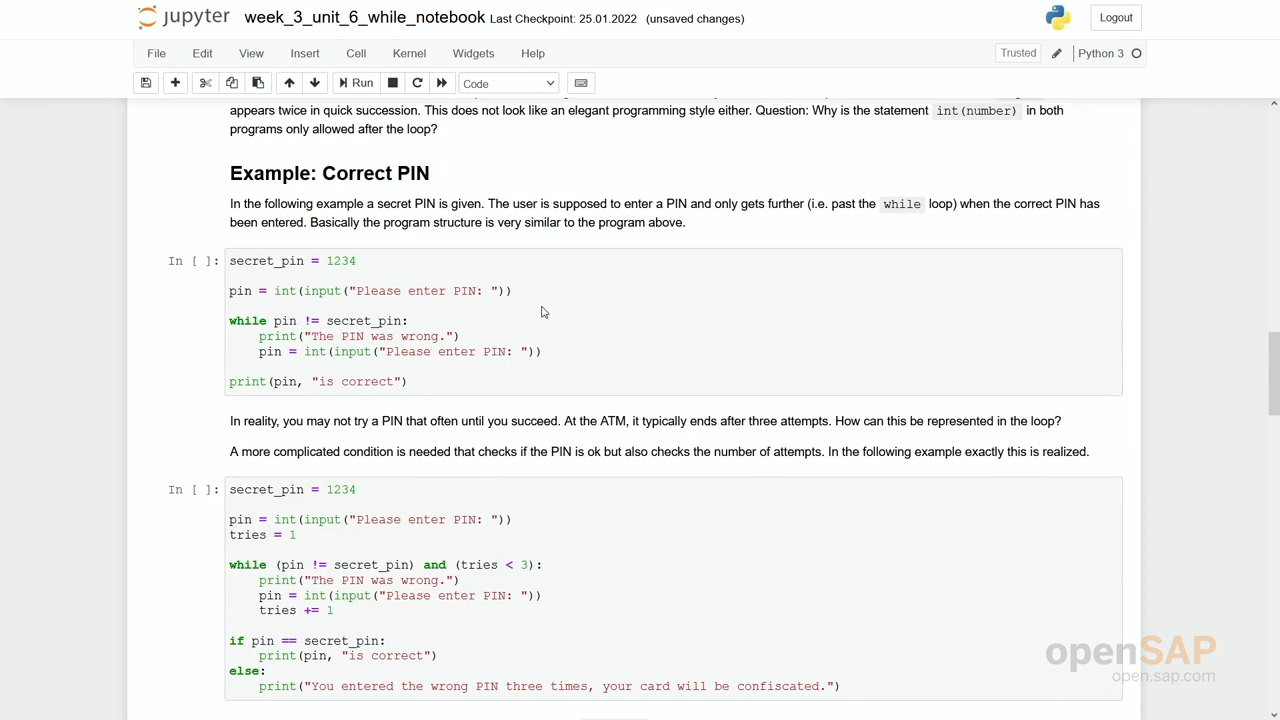 jupyter week_3_unit_6_while_notebook Last Checkpoint: 25.01.2022 (unsaved changes) Logout
File Edit View Insert Cell Kernel Widgets Help Trusted Python 3
Run Code
appears twice in quick succession. This does not look like an elegant programming style either. Question: Why is the statement int(number) in both
programs only allowed after the loop?
Example: Correct PIN
In the following example a secret PIN is given. The user is supposed to enter a PIN and only gets further (i.e. past the while loop) when the correct PIN has
been entered. Basically the program structure is very similar to the program above.
In [ ]: secret_pin = 1234
pin = int(input("Please enter PIN: "))
while pin != secret_pin:
    print("The PIN was wrong.")
    pin = int(input("Please enter PIN: "))
print(pin, "is correct")
In reality, you may not try a PIN that often until you succeed. At the ATM, it typically ends after three attempts. How can this be represented in the loop?
A more complicated condition is needed that checks if the PIN is ok but also checks the number of attempts. In the following example exactly this is realized.
In [ ]: secret_pin = 1234
pin = int(input("Please enter PIN: "))
tries = 1
while (pin != secret_pin) and (tries < 3):
    print("The PIN was wrong.")
    pin = int(input("Please enter PIN: "))
    tries += 1
if pin == secret_pin:
    print(pin, "is correct")
else:
    print("You entered the wrong PIN three times, your card will be confiscated.")
openSAP
open.sap.com